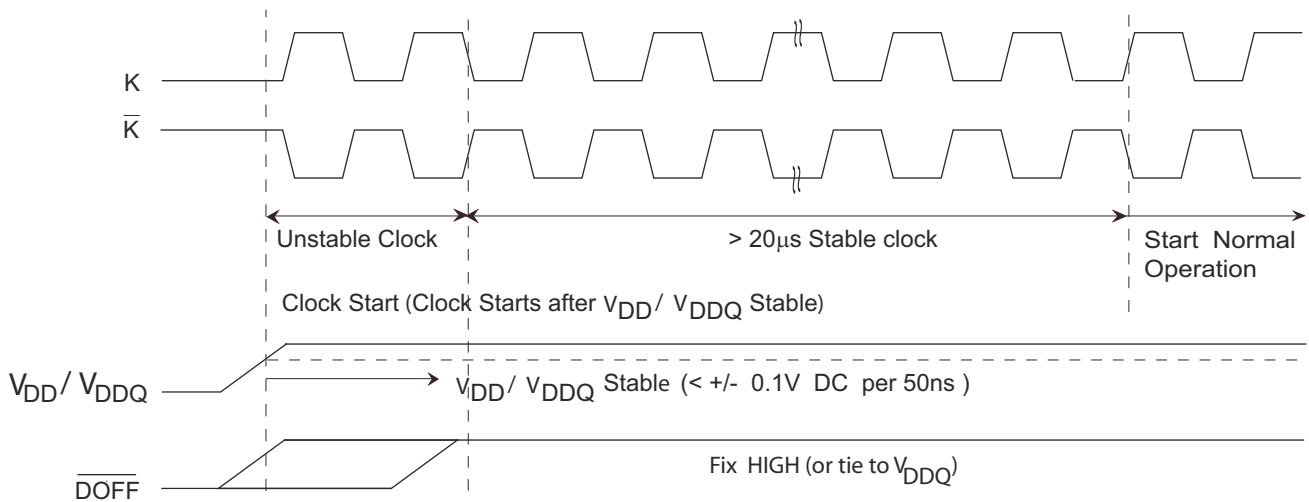 K
K̅
Unstable Clock
> 20μs Stable clock
Start Normal
Operation
Clock Start (Clock Starts after VDD / VDDQ Stable)
VDD / VDDQ
VDD / VDDQ Stable (< +/- 0.1V DC per 50ns )
DOFF
Fix HIGH (or tie to VDDQ)